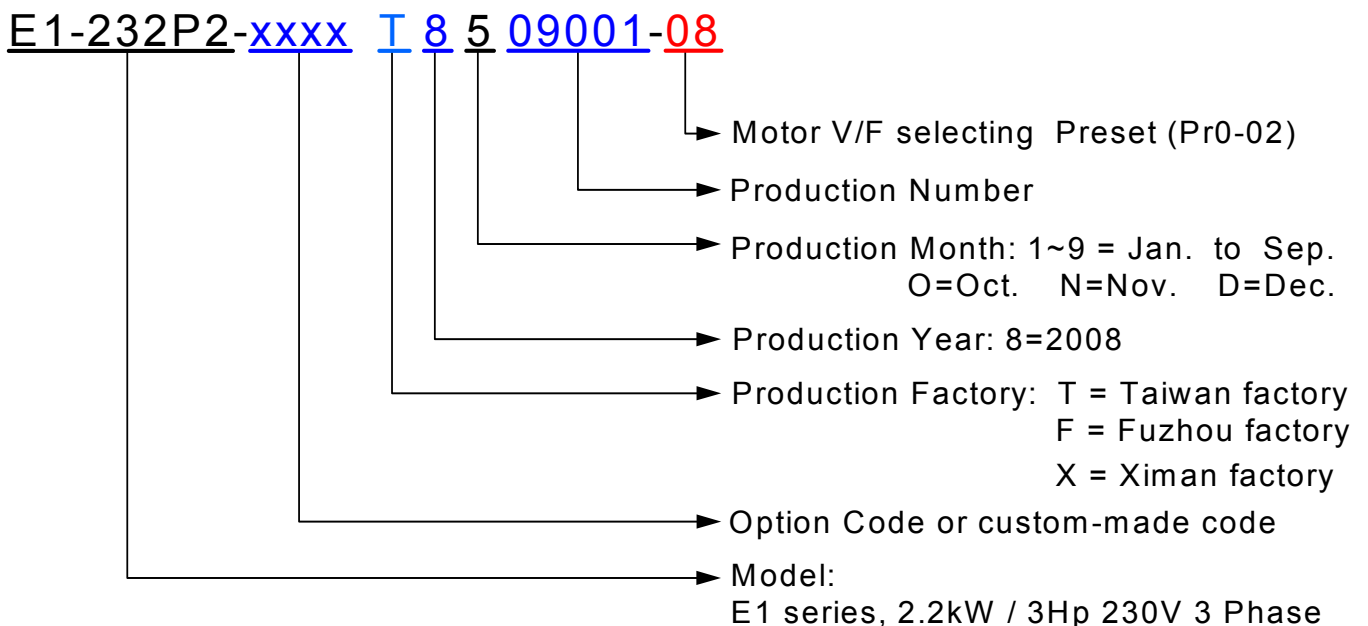 E1-232P2-xxxx T 8 5 09001-08
Motor V/F selecting Preset (Pr0-02)
Production Number
Production Month: 1~9 = Jan. to Sep.
O=Oct. N=Nov. D=Dec.
Production Year: 8=2008
Production Factory: T = Taiwan factory
F = Fuzhou factory
X = Ximan factory
Option Code or custom-made code
Model:
E1 series, 2.2kW / 3Hp 230V 3 Phase